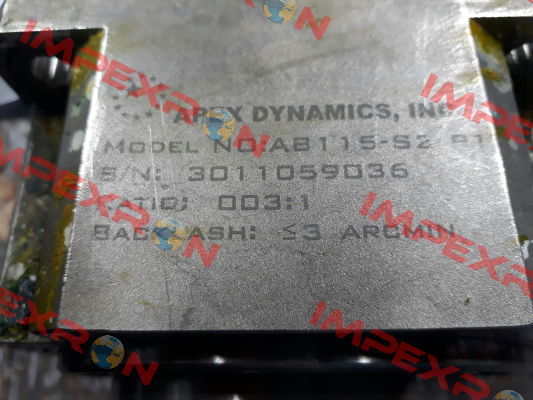 APEX DYNAMICS, INC
MODEL NO:AB115-S2 P1
S/N: 3011059036
RATIO: 003:1
BACKLASH: ≤3 ARCMIN
IMPEXRON
IMPEXRON
IMPEXRON
IMPEXRON
IMPEXRON